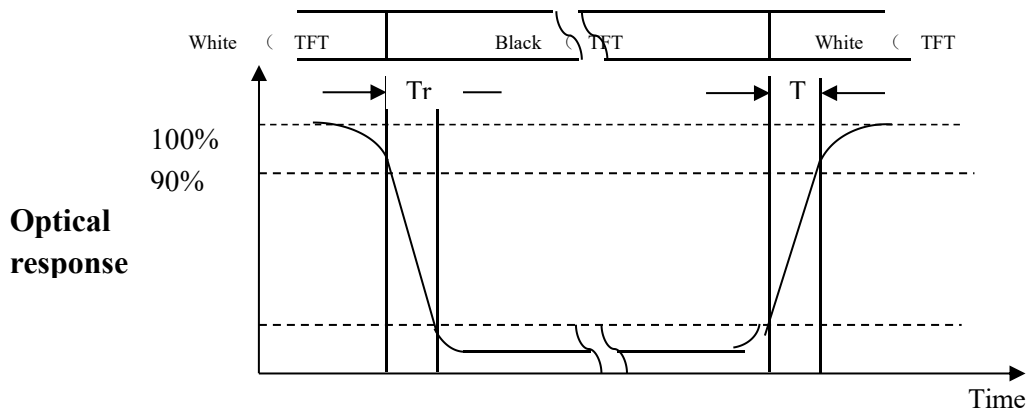 White （ TFT Black （ TFT White （ TFT
Tr T
100%
90%
Optical
response
Time